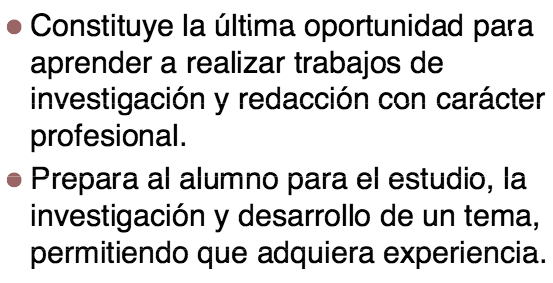 • Constituye la última oportunidad para
aprender a realizar trabajos de
investigación y redacción con carácter
profesional.
• Prepara al alumno para el estudio, la
investigación y desarrollo de un tema,
permitiendo que adquiera experiencia.